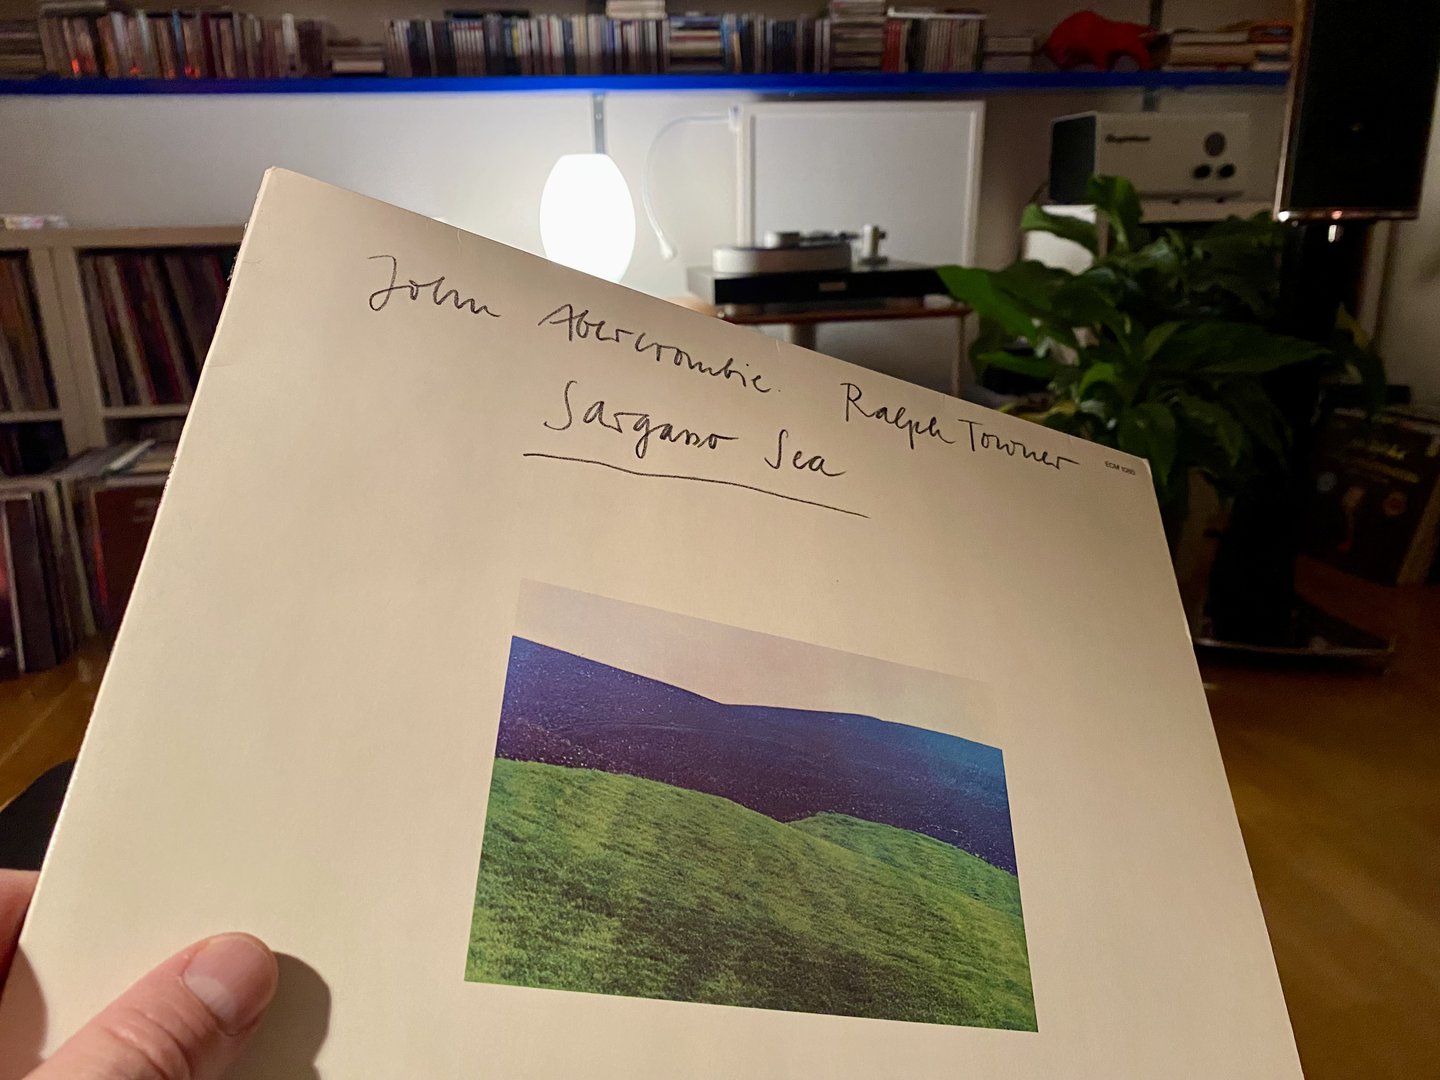 John Abercrombie. Ralph Towner
Sargasso Sea
ECM 1080